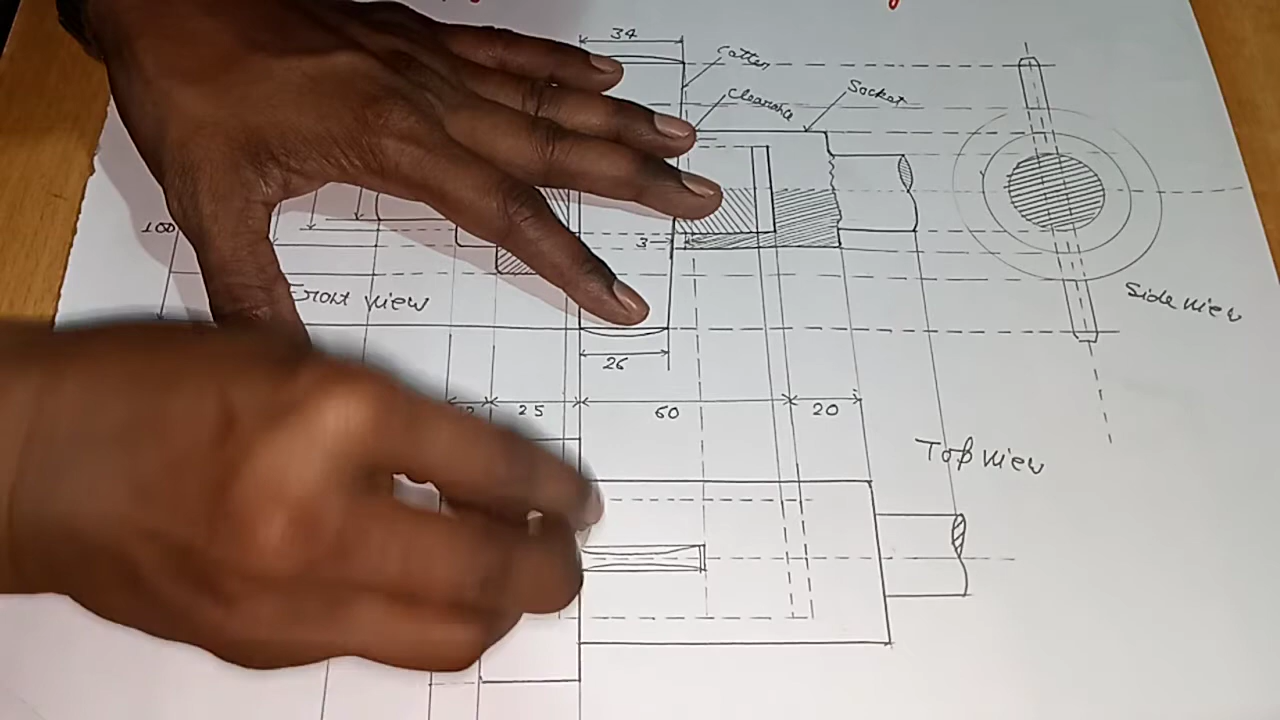 34
Cotter
Clearance
Socket
100
3
Front view
Side view
26
25
60
20
Top view